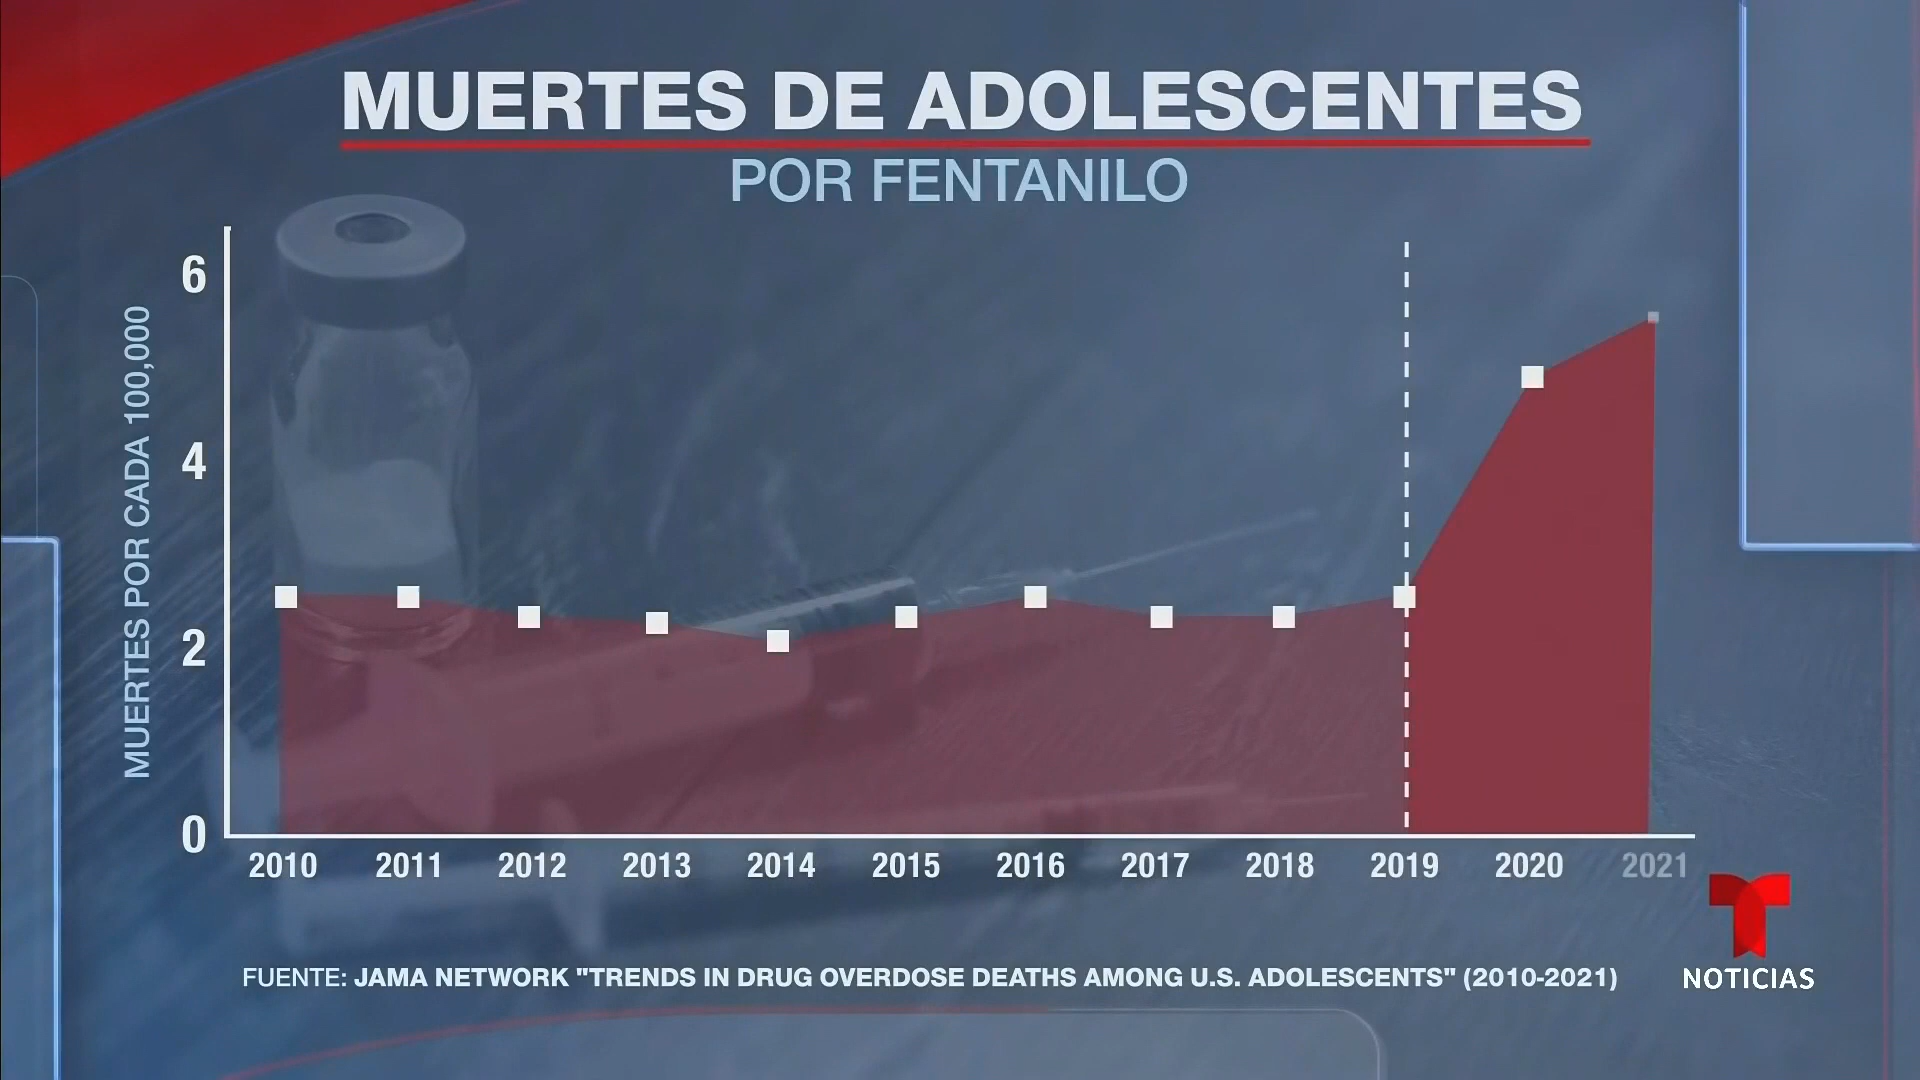 MUERTES DE ADOLESCENTES
POR FENTANILO
MUERTES POR CADA 100,000
6
4
2
0
2010 2011 2012 2013 2014 2015 2016 2017 2018 2019 2020 2021
FUENTE: JAMA NETWORK "TRENDS IN DRUG OVERDOSE DEATHS AMONG U.S. ADOLESCENTS" (2010-2021)
NOTICIAS